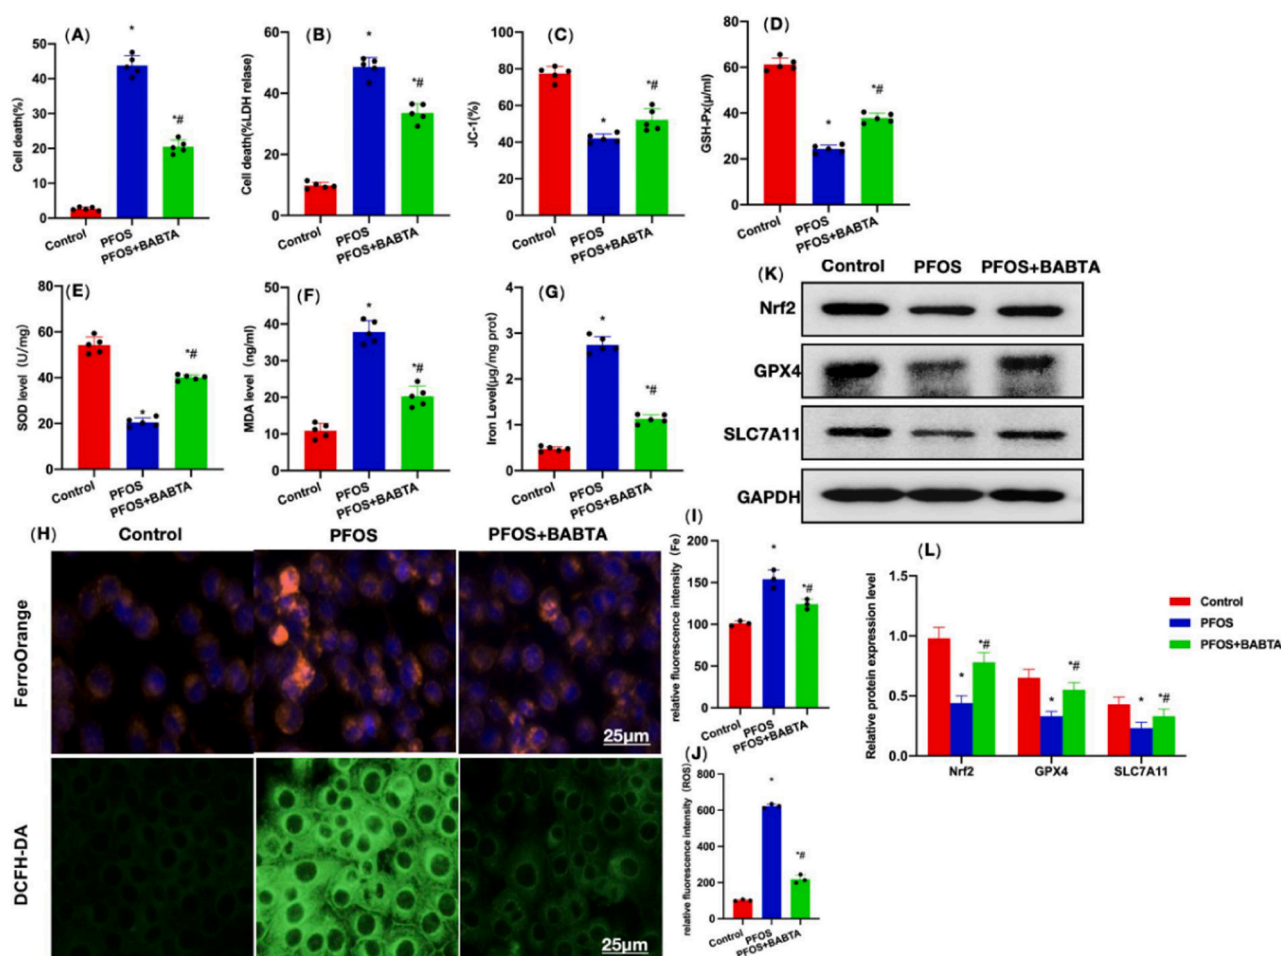 (A)
Cell death(%)
50
40
30
20
10
0
*
*#
Control
PFOS
PFOS+BABTA
(B)
Cell death(%LDH relase)
60
40
20
0
*
*#
Control
PFOS
PFOS+BABTA
(C)
JC-1(%)
100
80
60
40
20
0
*
*#
Control
PFOS
PFOS+BABTA
(D)
GSH-Px(μ/ml)
80
60
40
20
0
*
*#
Control
PFOS
PFOS+BABTA
(E)
SOD level (U/mg)
80
60
40
20
0
*
*#
Control
PFOS
PFOS+BABTA
(F)
MDA level (ng/ml)
50
40
30
20
10
0
*
*#
Control
PFOS
PFOS+BABTA
(G)
Iron Level(μg/mg prot)
4
3
2
1
0
*
*#
Control
PFOS
PFOS+BABTA
(K)
Control PFOS PFOS+BABTA
Nrf2
GPX4
SLC7A11
GAPDH
(H)
Control PFOS PFOS+BABTA
FerroOrange
25μm
DCFH-DA
25μm
(I)
relative fluorescence intensity (Fe)
200
150
100
50
0
*
*#
Control
PFOS
PFOS+BABTA
(J)
relative fluorescence intensity (ROS)
800
600
400
200
0
*
*#
Control
PFOS
PFOS+BABTA
(L)
Relative protein expression level
1.5
1.0
0.5
0.0
* *#
* *#
* *#
Nrf2 GPX4 SLC7A11
Control
PFOS
PFOS+BABTA